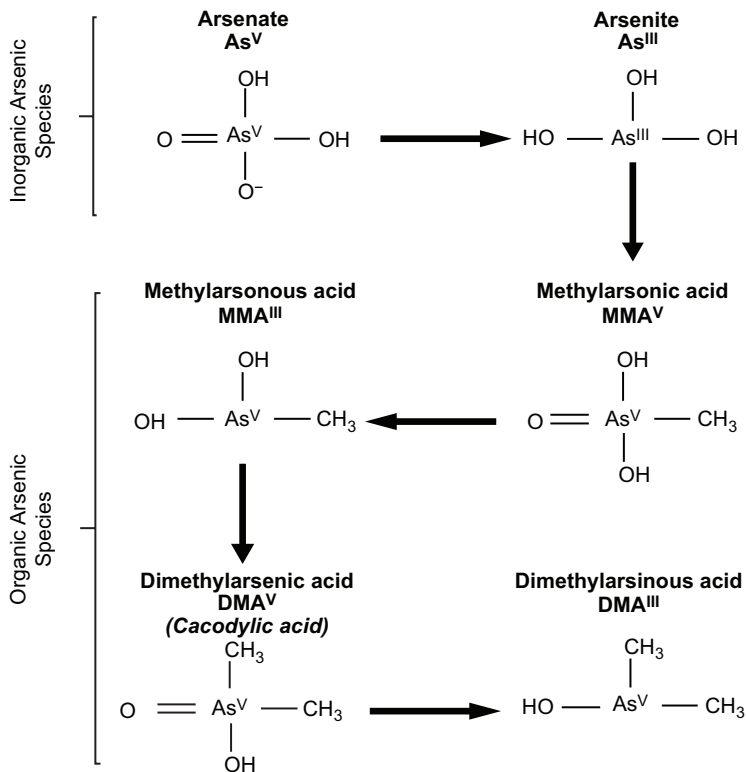 Inorganic Arsenic
Species
Arsenate
Asⱽ
OH
O
Asⱽ
OH
O⁻
Arsenite
Asᴵᴵᴵ
OH
HO
Asᴵᴵᴵ
OH
Organic Arsenic
Species
Methylarsonous acid
MMAᴵᴵᴵ
OH
OH
Asⱽ
CH₃
Methylarsonic acid
MMAⱽ
OH
O
Asⱽ
CH₃
OH
Dimethylarsenic acid
DMAⱽ
(Cacodylic acid)
CH₃
O
Asⱽ
CH₃
OH
Dimethylarsinous acid
DMAᴵᴵᴵ
CH₃
HO
Asⱽ
CH₃